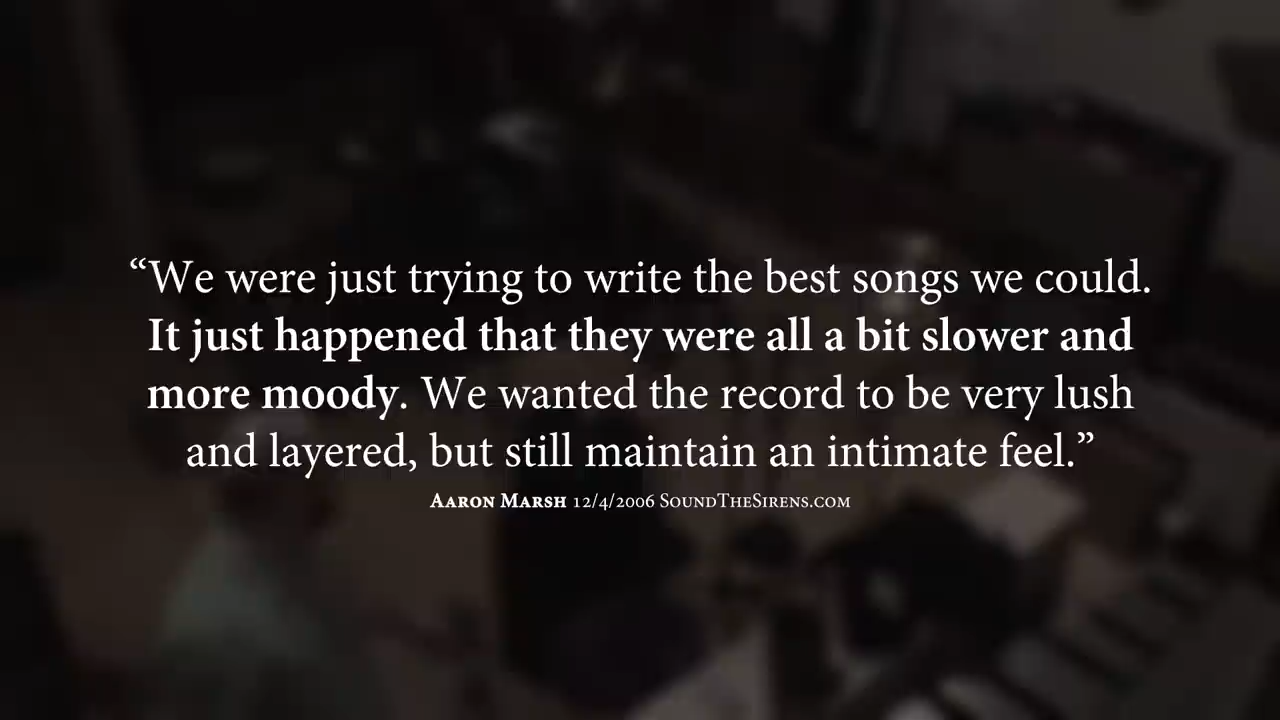 “We were just trying to write the best songs we could.
It just happened that they were all a bit slower and
more moody. We wanted the record to be very lush
and layered, but still maintain an intimate feel.”
Aaron Marsh 12/4/2006 SoundTheSirens.com